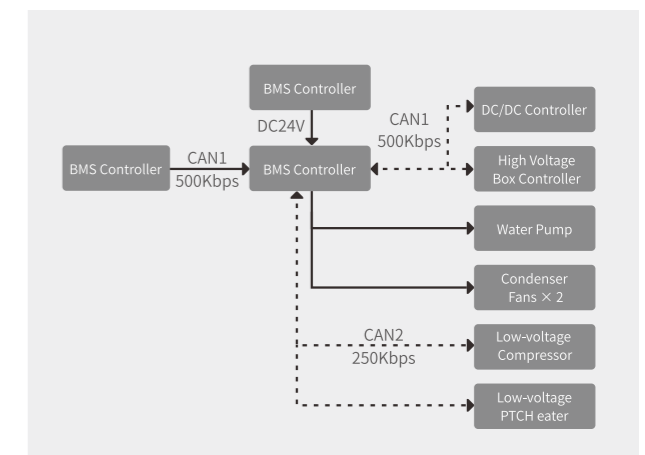 BMS Controller
DC24V
CAN1
500Kbps
DC/DC Controller
BMS Controller
CAN1
500Kbps
BMS Controller
High Voltage
Box Controller
Water Pump
Condenser
Fans × 2
CAN2
250Kbps
Low-voltage
Compressor
Low-voltage
PTCH eater